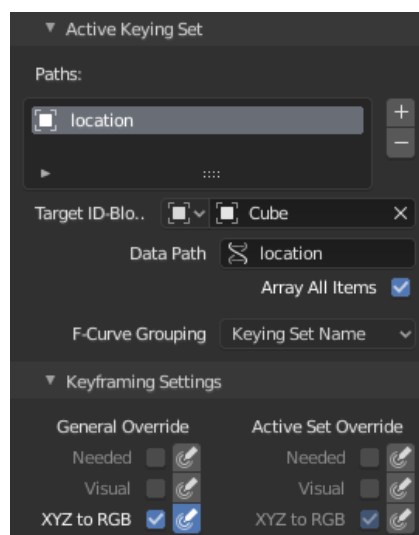 Active Keying Set
Paths:
location
Target ID-Blo.. Cube
Data Path location
Array All Items
F-Curve Grouping Keying Set Name
Keyframing Settings
General Override Active Set Override
Needed Needed
Visual Visual
XYZ to RGB XYZ to RGB